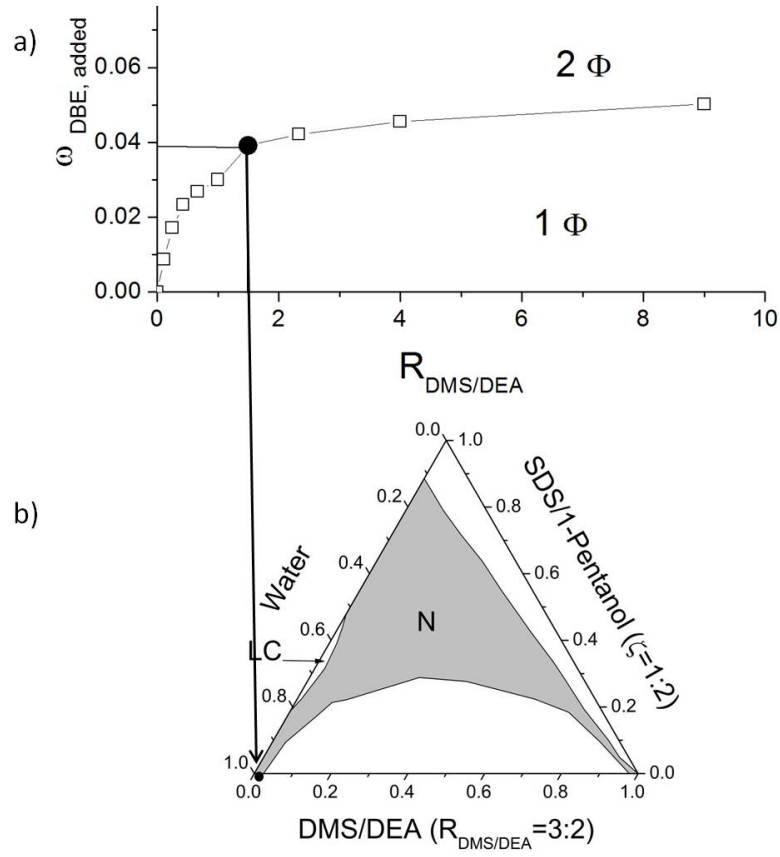 a)
ω DBE, added
0.06
0.04
0.02
0.00
2 Φ
1 Φ
0 2 4 6 8 10
R DMS/DEA
b)
0.0 1.0
0.2 0.8
0.4 0.6
0.6 0.4
0.8 0.2
1.0 0.0
Water
SDS/1-Pentanol (ζ=1:2)
N
LC
0.0 0.2 0.4 0.6 0.8 1.0
DMS/DEA (R DMS/DEA =3:2)